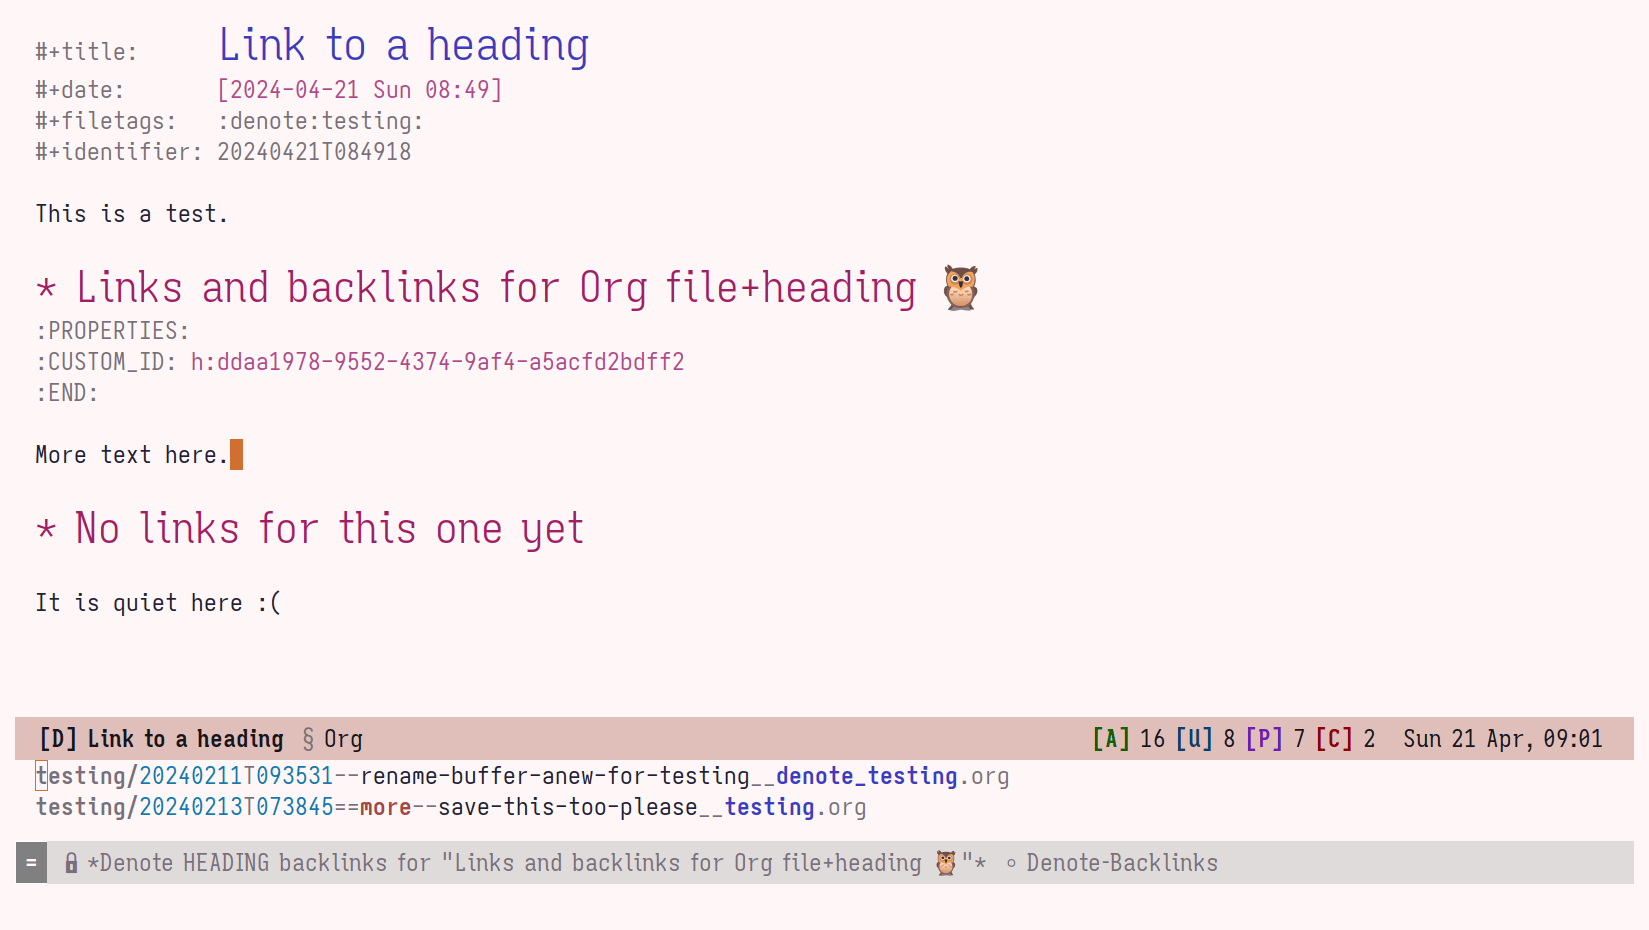 #+title:      Link to a heading
#+date:       [2024-04-21 Sun 08:49]
#+filetags:   :denote:testing:
#+identifier: 20240421T084918
This is a test.
* Links and backlinks for Org file+heading 🦉
:PROPERTIES:
:CUSTOM_ID: h:ddaa1978-9552-4374-9af4-a5acfd2bdff2
:END:
More text here.
* No links for this one yet
It is quiet here :(
[D] Link to a heading § Org [A] 16 [U] 8 [P] 7 [C] 2 Sun 21 Apr, 09:01
testing/20240211T093531--rename-buffer-anew-for-testing__denote_testing.org
testing/20240213T073845==more--save-this-too-please__testing.org
= 🔒 *Denote HEADING backlinks for "Links and backlinks for Org file+heading 🦉"* ◦ Denote-Backlinks